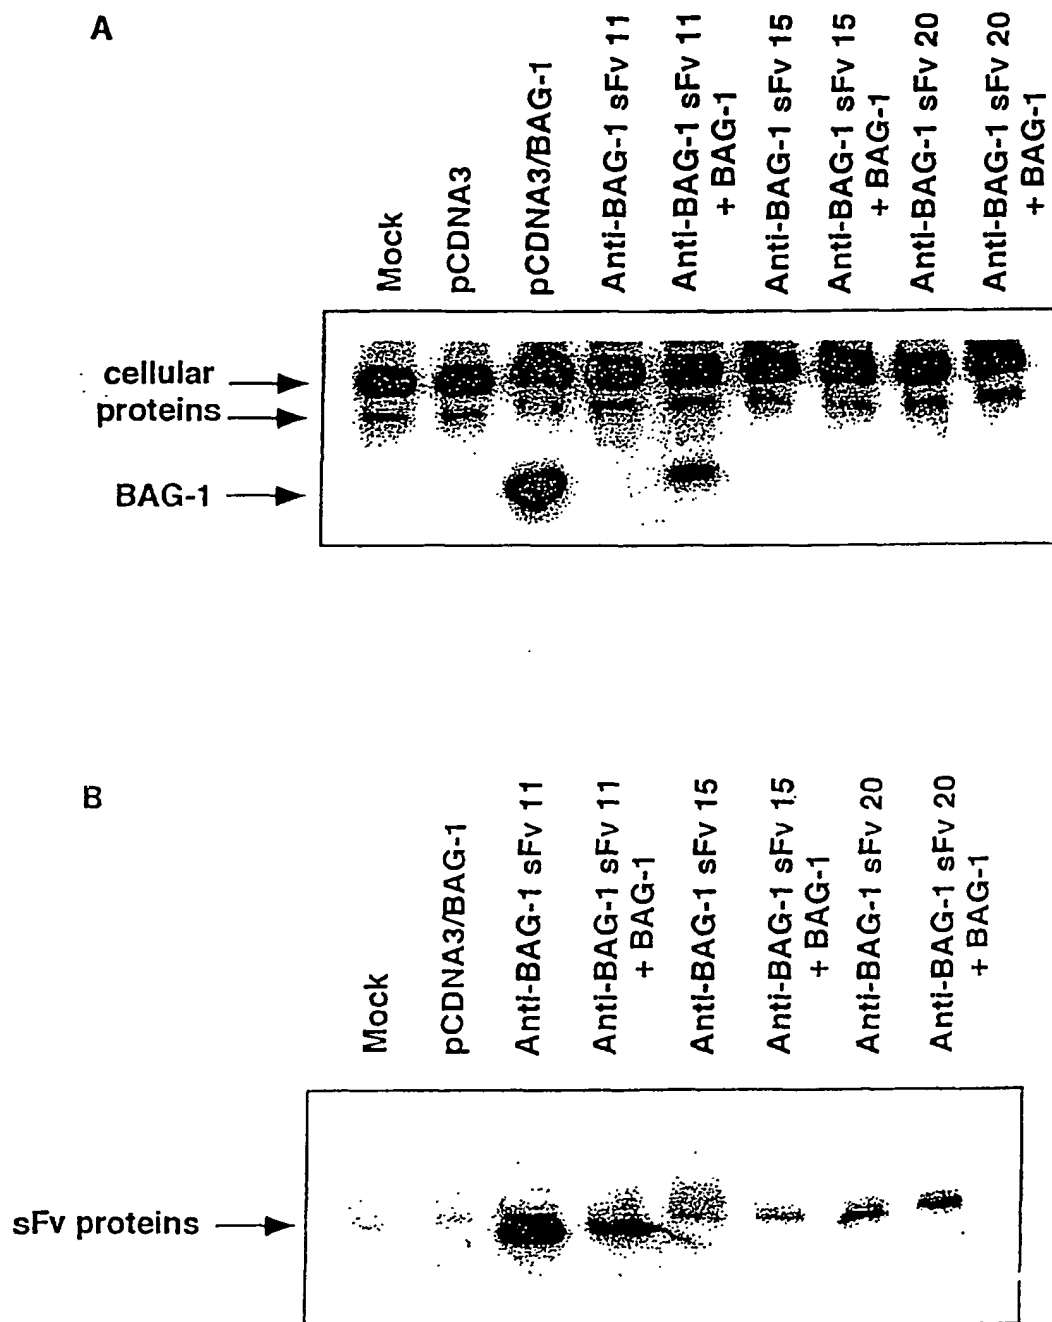 A
Mock
pCDNA3
pCDNA3/BAG-1
Anti-BAG-1 sFv 11
Anti-BAG-1 sFv 11
+ BAG-1
Anti-BAG-1 sFv 15
Anti-BAG-1 sFv 15
+ BAG-1
Anti-BAG-1 sFv 20
Anti-BAG-1 sFv 20
+ BAG-1
cellular
proteins
BAG-1
B
Mock
pCDNA3/BAG-1
Anti-BAG-1 sFv 11
Anti-BAG-1 sFv 11
+ BAG-1
Anti-BAG-1 sFv 15
Anti-BAG-1 sFv 15
+ BAG-1
Anti-BAG-1 sFv 20
Anti-BAG-1 sFv 20
+ BAG-1
sFv proteins